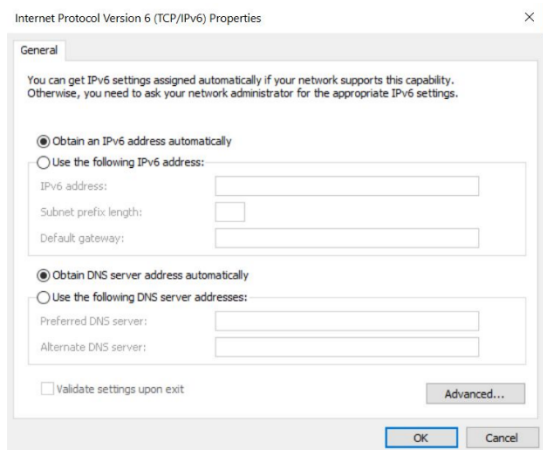 Internet Protocol Version 6 (TCP/IPv6) Properties
General
You can get IPv6 settings assigned automatically if your network supports this capability.
Otherwise, you need to ask your network administrator for the appropriate IPv6 settings.
Obtain an IPv6 address automatically
Use the following IPv6 address:
IPv6 address:
Subnet prefix length:
Default gateway:
Obtain DNS server address automatically
Use the following DNS server addresses:
Preferred DNS server:
Alternate DNS server:
Validate settings upon exit
Advanced...
OK Cancel